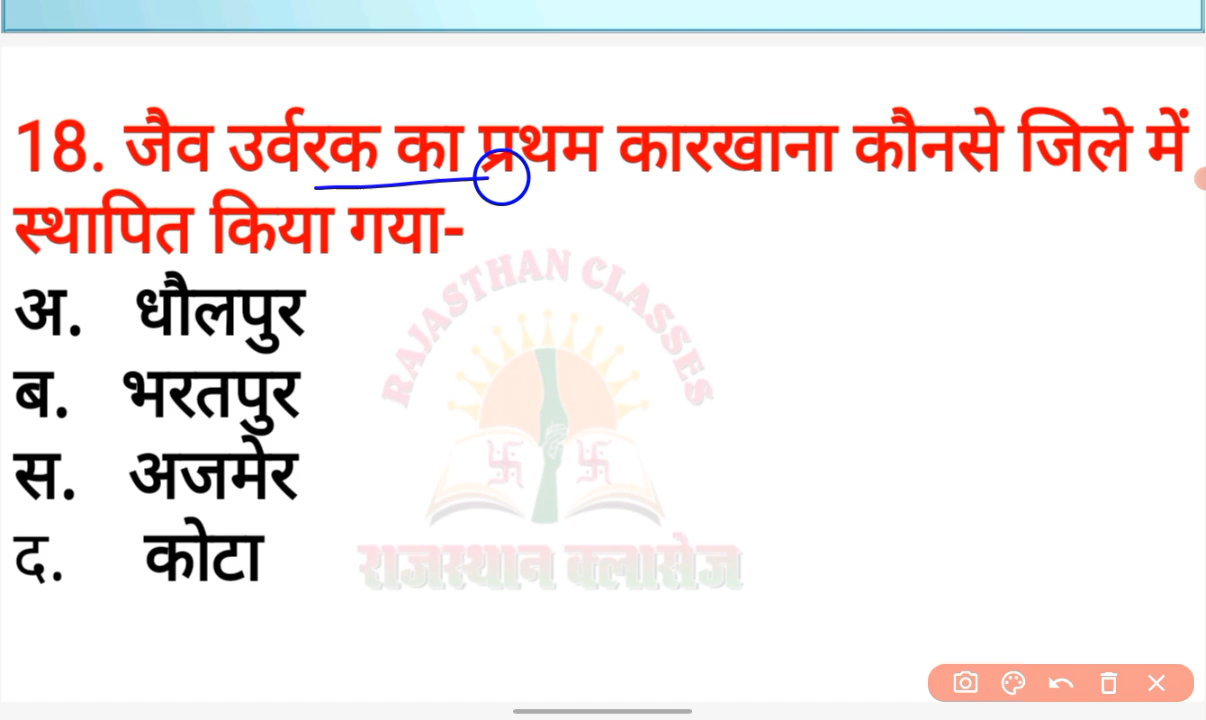 18. जैव उर्वरक का प्रथम कारखाना कौनसे जिले में
स्थापित किया गया-
अ. धौलपुर
ब. भरतपुर
स. अजमेर
द. कोटा
RAJASTHAN CLASSES
राजस्थान क्लासेज